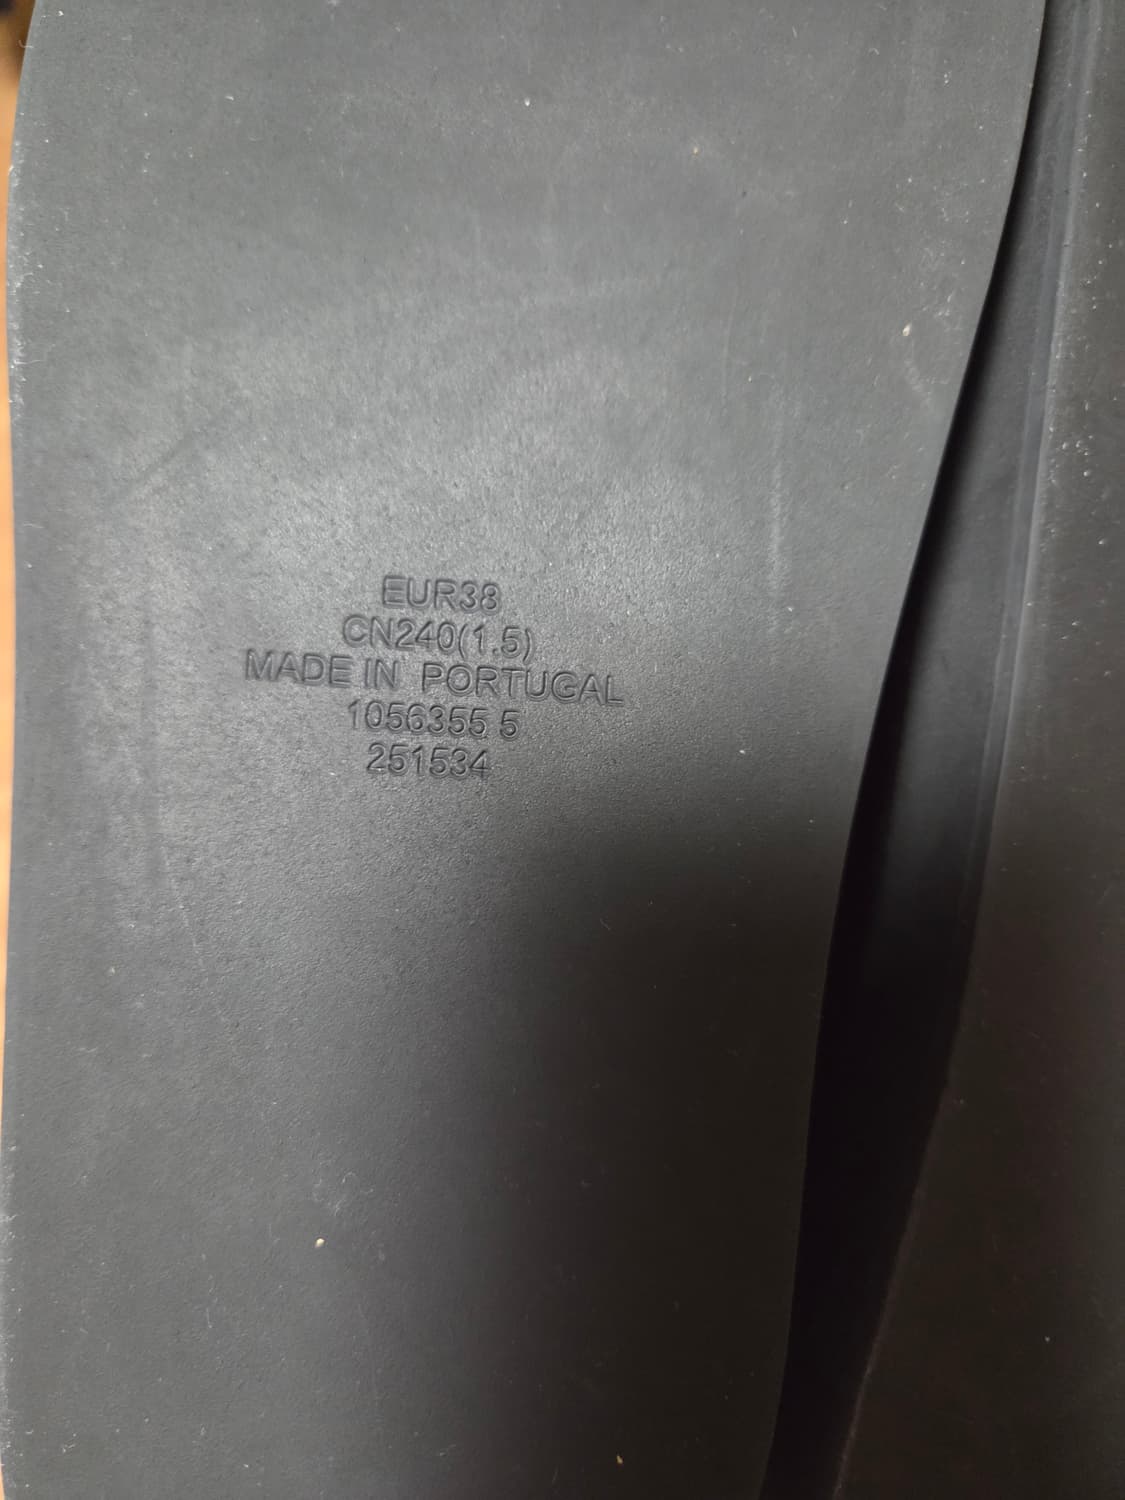 EUR38
CN240(1.5)
MADE IN PORTUGAL
1056355 5
251534